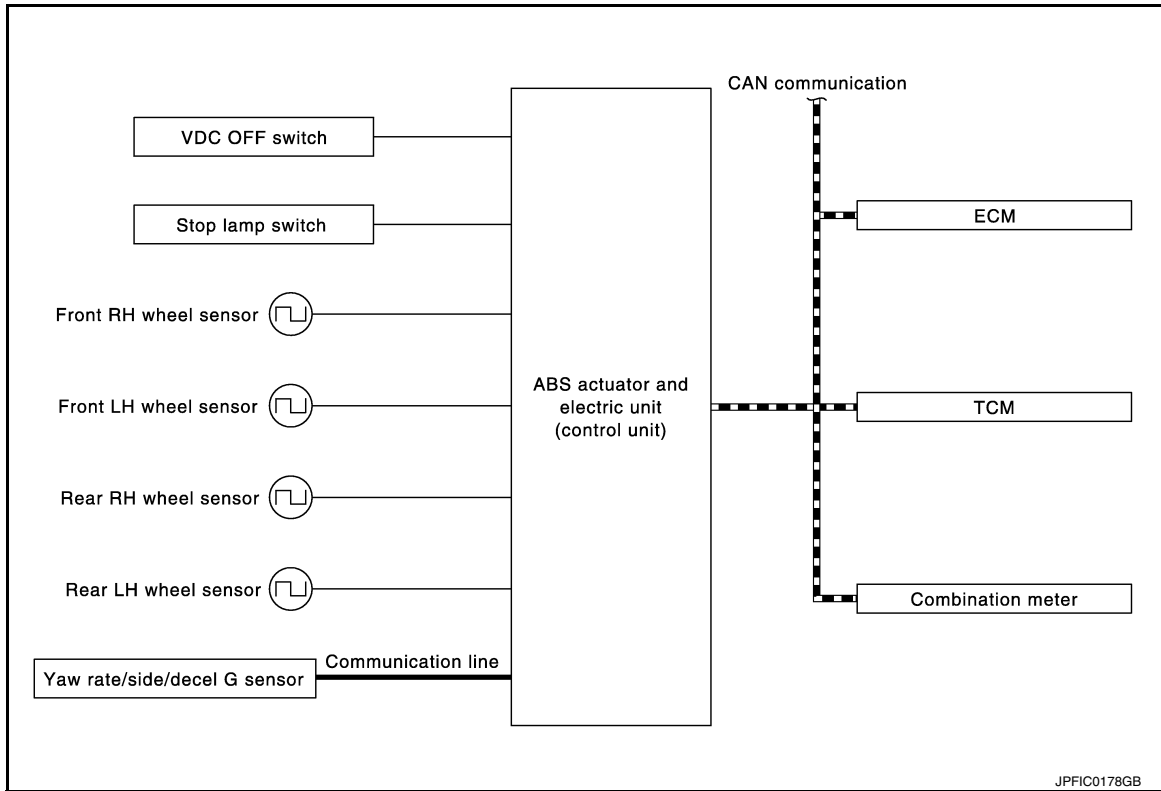 CAN communication
VDC OFF switch
Stop lamp switch
ECM
Front RH wheel sensor
Front LH wheel sensor
ABS actuator and
electric unit
(control unit)
TCM
Rear RH wheel sensor
Rear LH wheel sensor
Combination meter
Communication line
Yaw rate/side/decel G sensor
JPFIC0178GB